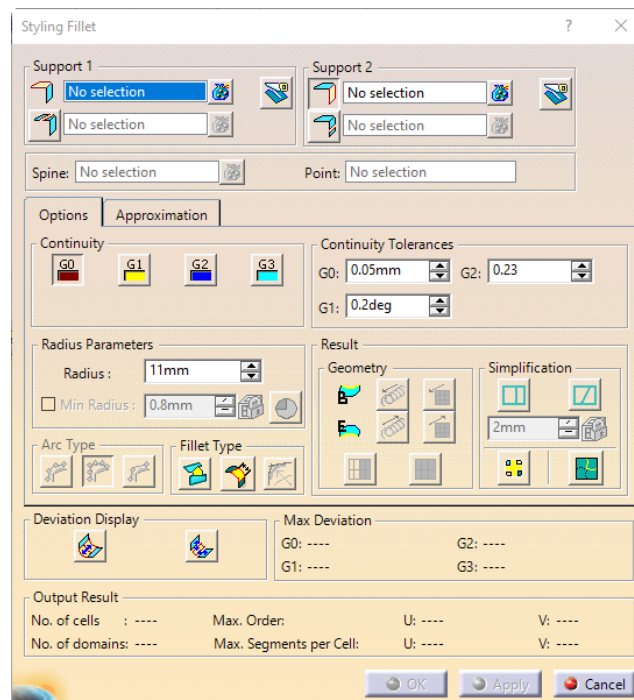 Styling Fillet ? ×
Support 1
Support 2
No selection
No selection
No selection
No selection
Spine: No selection
Point: No selection
Options
Approximation
Continuity
G0 G1 G2 G3
Continuity Tolerances
G0: 0.05mm G2: 0.23
G1: 0.2deg
Radius Parameters
Radius : 11mm
Min Radius : 0.8mm
Arc Type
Fillet Type
Result
Geometry
B
E
Simplification
2mm
Deviation Display
Max Deviation
G0: ---- G2: ----
G1: ---- G3: ----
Output Result
No. of cells : ---- Max. Order: U: ---- V: ----
No. of domains: ---- Max. Segments per Cell: U: ---- V: ----
OK Apply Cancel